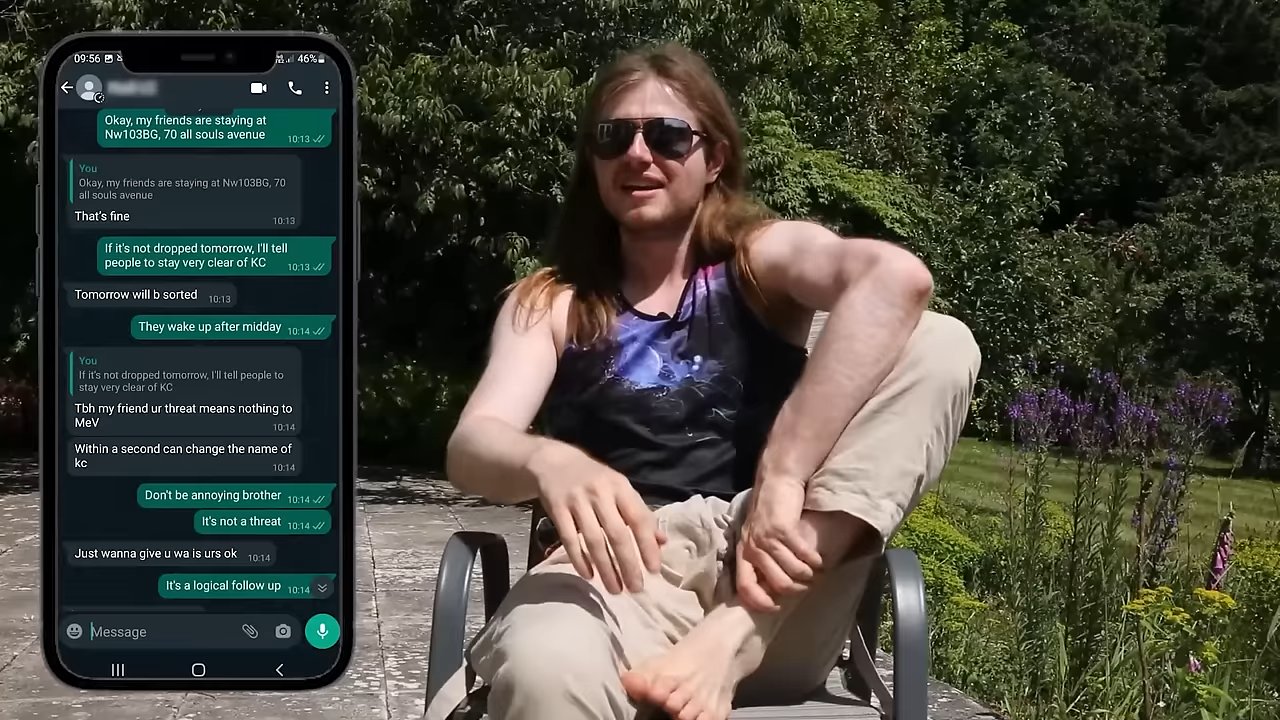 09:56
46%
Okay, my friends are staying at
Nw103BG, 70 all souls avenue
10:13
You
Okay, my friends are staying at Nw103BG, 70
all souls avenue
That's fine
10:13
If it's not dropped tomorrow, I'll tell
people to stay very clear of KC
10:13
Tomorrow will b sorted
10:13
They wake up after midday
10:14
You
If it's not dropped tomorrow, I'll tell people to
stay very clear of KC
Tbh my friend ur threat means nothing to
MeV
10:14
Within a second can change the name of
kc
10:14
Don't be annoying brother
10:14
It's not a threat
10:14
Just wanna give u wa is urs ok
10:14
It's a logical follow up
10:14
Message